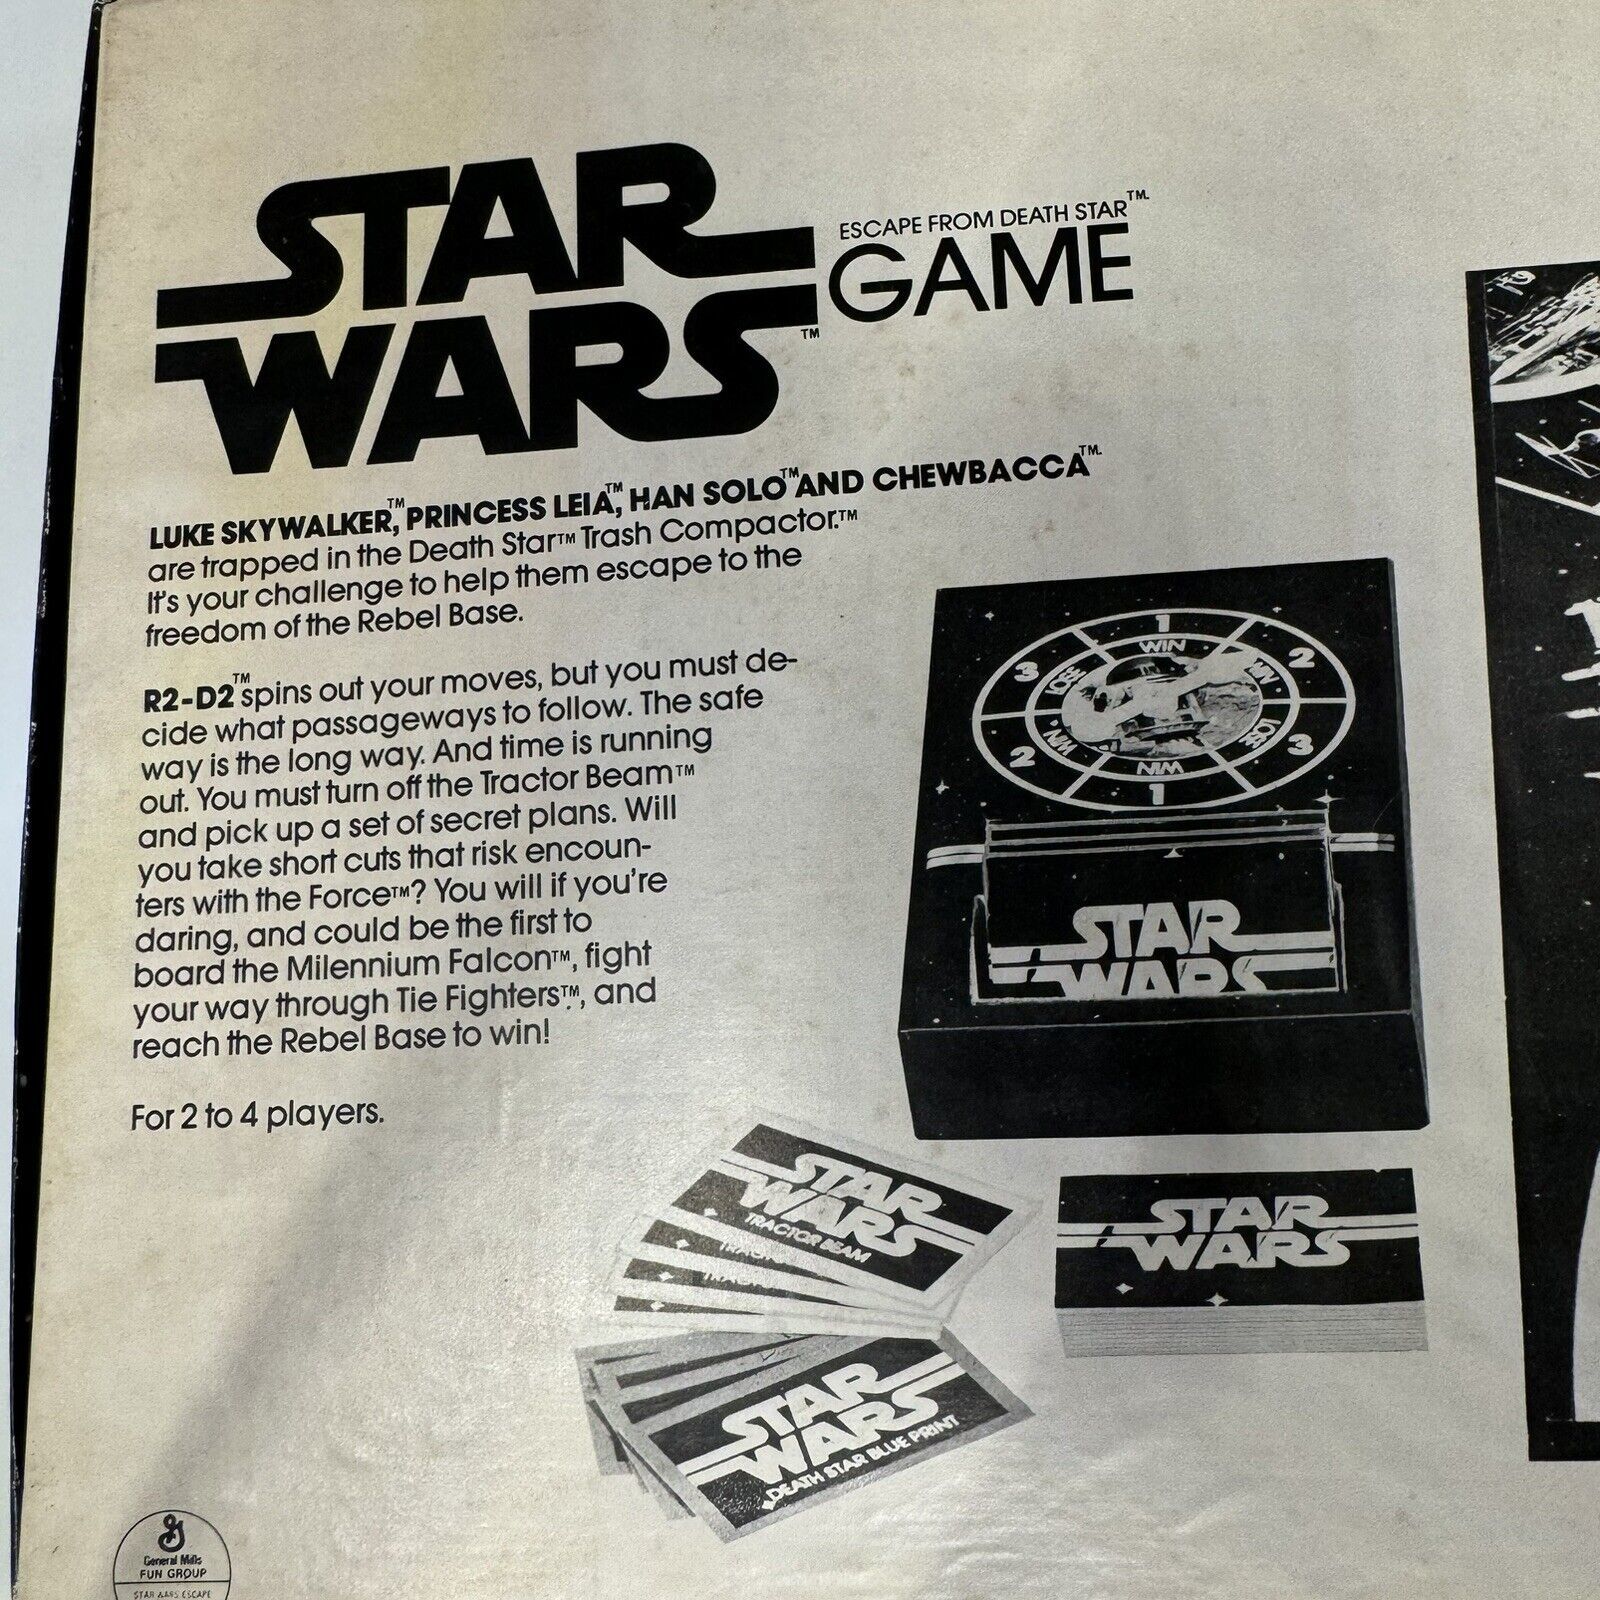 STAR
WARS™
ESCAPE FROM DEATH STAR™
GAME
LUKE SKYWALKER,™ PRINCESS LEIA,™ HAN SOLO™ AND CHEWBACCA™
are trapped in the Death Star™ Trash Compactor.™
It's your challenge to help them escape to the
freedom of the Rebel Base.
R2-D2™ spins out your moves, but you must de-
cide what passageways to follow. The safe
way is the long way. And time is running
out. You must turn off the Tractor Beam™
and pick up a set of secret plans. Will
you take short cuts that risk encoun-
ters with the Force™? You will if you're
daring, and could be the first to
board the Milennium Falcon™, fight
your way through Tie Fighters™, and
reach the Rebel Base to win!
For 2 to 4 players.
1
WIN
2
WIN
3
LOSE
1
WIN
2
WIN
3
LOSE
STAR
WARS
STAR
WARS
TRACTOR BEAM
STAR
WARS
STAR
WARS
DEATH STAR BLUE PRINT
G
General Mills
FUN GROUP
STAR WARS ESCAPE